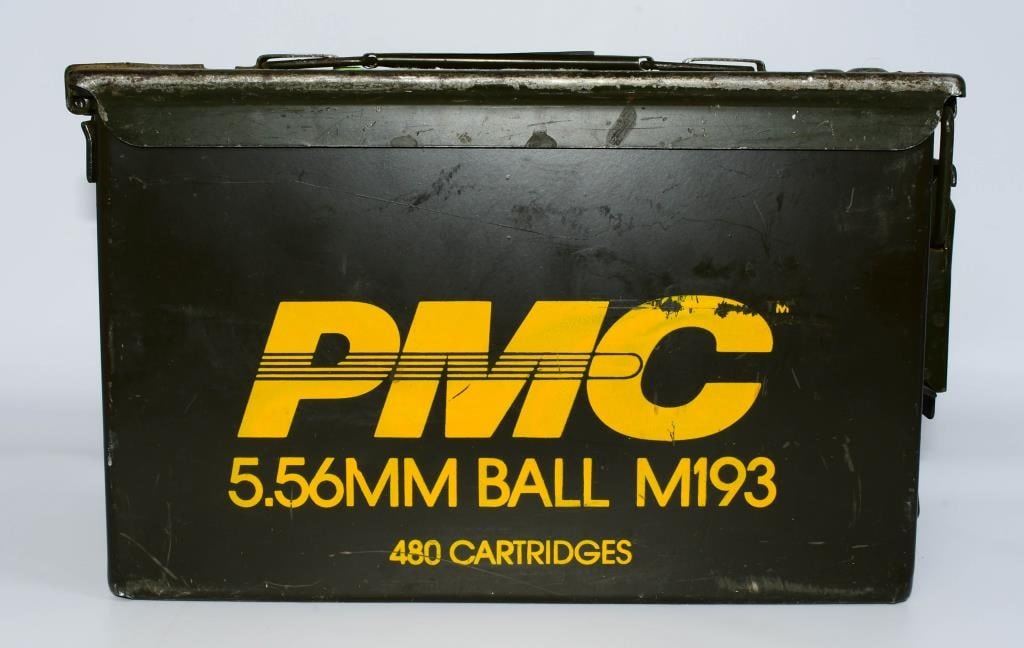 PMC™
5.56MM BALL M193
480 CARTRIDGES